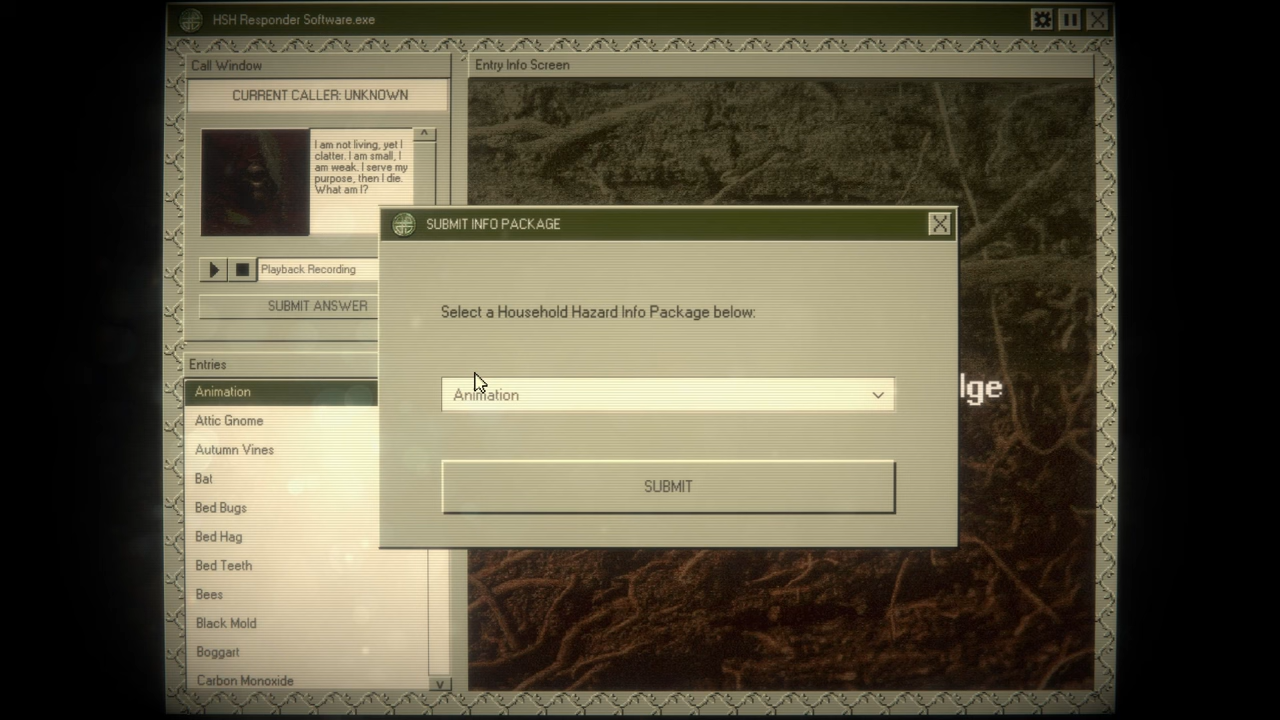 HSH Responder Software.exe
Call Window
CURRENT CALLER: UNKNOWN
I am not living, yet I
clatter. I am small, I
am weak. I serve my
purpose, then I die.
What am I?
Playback Recording
SUBMIT ANSWER
Entries
Animation
Attic Gnome
Autumn Vines
Bat
Bed Bugs
Bed Hag
Bed Teeth
Bees
Black Mold
Boggart
Carbon Monoxide
Entry Info Screen
lge
SUBMIT INFO PACKAGE
Select a Household Hazard Info Package below:
Animation
SUBMIT